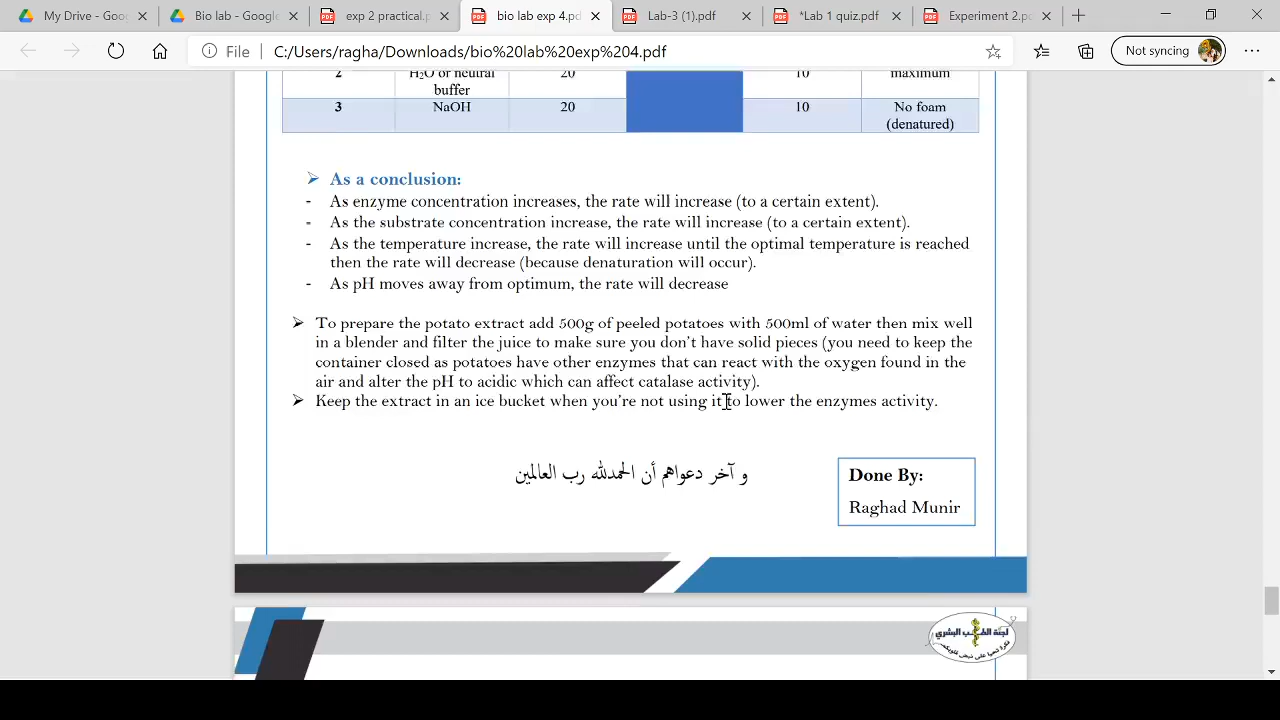 My Drive - Goo
Bio lab - Google
exp 2 practical.p
bio lab exp 4.pd
Lab-3 (1).pdf
*Lab 1 quiz.pdf
Experiment 2.pd
File
C:/Users/ragha/Downloads/bio%20lab%20exp%204.pdf
Not syncing
2 H₂O or neutral buffer 20 10 maximum
3 NaOH 20 10 No foam (denatured)
As a conclusion:
- As enzyme concentration increases, the rate will increase (to a certain extent).
- As the substrate concentration increase, the rate will increase (to a certain extent).
- As the temperature increase, the rate will increase until the optimal temperature is reached
then the rate will decrease (because denaturation will occur).
- As pH moves away from optimum, the rate will decrease
To prepare the potato extract add 500g of peeled potatoes with 500ml of water then mix well
in a blender and filter the juice to make sure you don't have solid pieces (you need to keep the
container closed as potatoes have other enzymes that can react with the oxygen found in the
air and alter the pH to acidic which can affect catalase activity).
Keep the extract in an ice bucket when you're not using it to lower the enzymes activity.
و آخر دعواهم أن الحمدلله رب العالمين
Done By:
Raghad Munir
لجنة الطب البشري